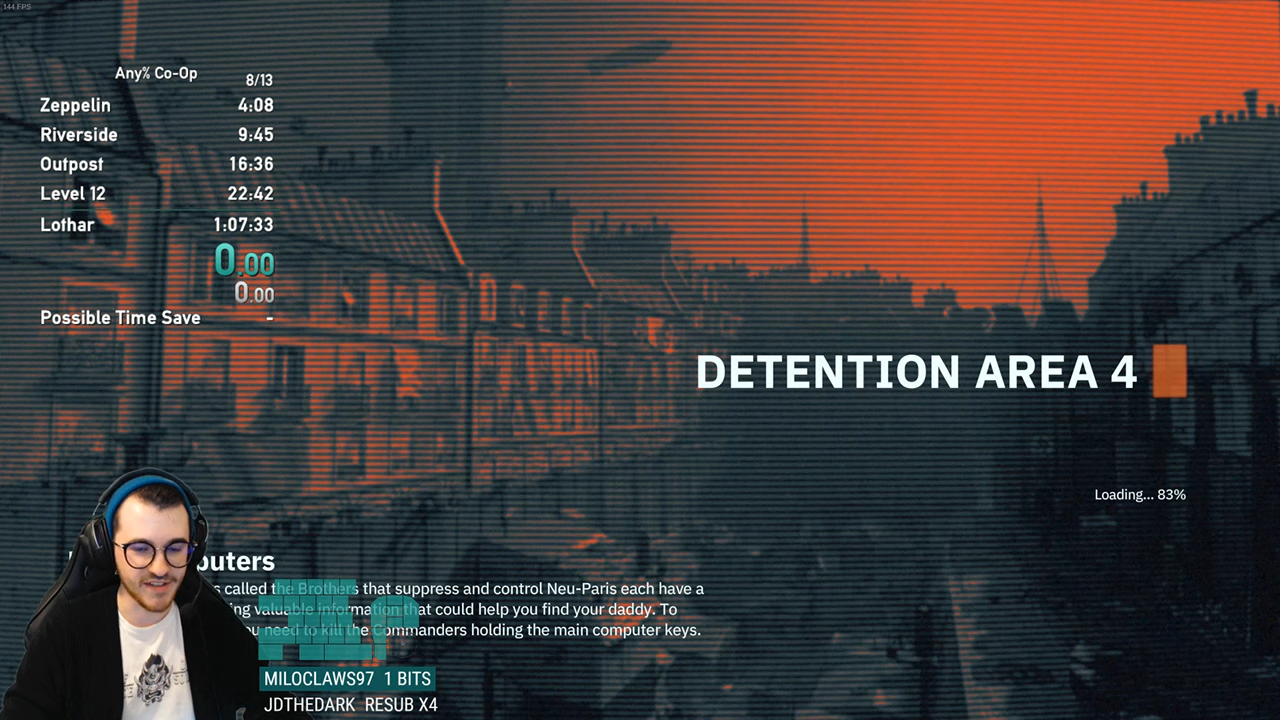 144 FPS
Any% Co-Op
8/13
Zeppelin 4:08
Riverside 9:45
Outpost 16:36
Level 12 22:42
Lothar 1:07:33
0.00
0.00
Possible Time Save -
DETENTION AREA 4
Loading... 83%
called the Brothers that suppress and control Neu-Paris each have a
valuable information that could help you find your daddy. To
need to kill the Commanders holding the main computer keys.
MILOCLAWS97 1 BITS
JDTHEDARK RESUB X4